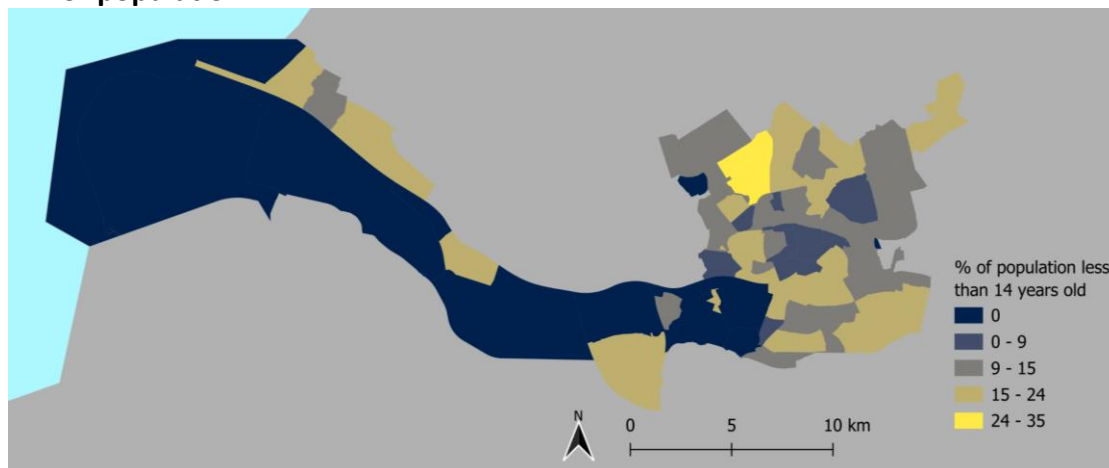 % of population less
than 14 years old
0
0 - 9
9 - 15
15 - 24
24 - 35
N
0 5 10 km